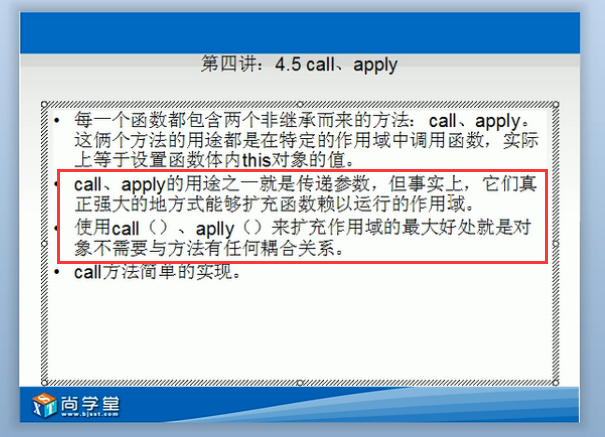 第四讲：4.5 call、apply
• 每一个函数都包含两个非继承而来的方法：call、apply。
这俩个方法的用途都是在特定的作用域中调用函数，实际
上等于设置函数体内this对象的值。
• call、apply的用途之一就是传递参数，但事实上，它们真
正强大的地方式能够扩充函数赖以运行的作用域。
• 使用call（）、aplly（）来扩充作用域的最大好处就是对
象不需要与方法有任何耦合关系。
• call方法简单的实现。
尚学堂
www.bjsxt.com